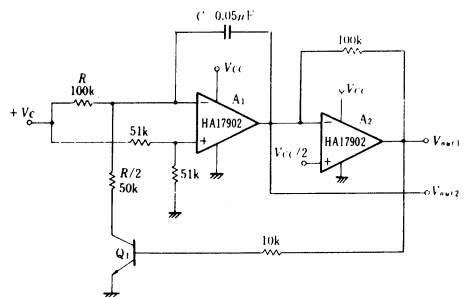 C 0.05μF
100k
R
100k
+ VC
VCC
A1
−
HA17902
+
VCC
A2
−
HA17902
+
VCC/2
Vout1
Vout2
51k
51k
R/2
50k
Q1
10k